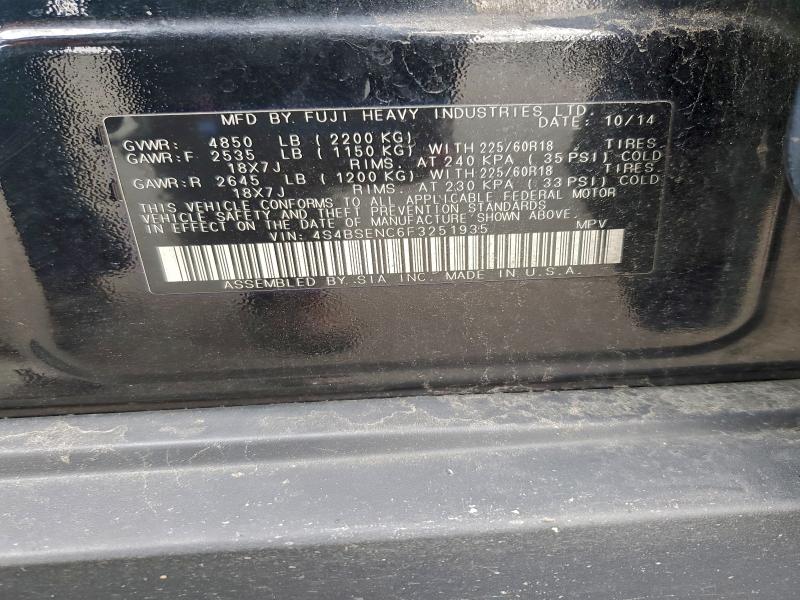 MFD BY. FUJI HEAVY INDUSTRIES LTD
DATE: 10/14
GVWR: 4850 LB (2200 KG)
GAWR:F 2535 LB (1150 KG) WITH 225/60R18 TIRES.
18X7J RIMS. AT 240 KPA (35 PSI) COLD
GAWR:R 2645 LB (1200 KG) WITH 225/60R18 TIRES
18X7J RIMS. AT 230 KPA (33 PSI) COLD
THIS VEHICLE CONFORMS TO ALL APPLICABLE FEDERAL MOTOR
VEHICLE SAFETY AND THEFT PREVENTION STANDARDS
IN EFFECT ON THE DATE OF MANUFACTURE SHOWN ABOVE.
VIN: 4S4BSENC6F3251935 MPV
ASSEMBLED BY SIA INC. MADE IN U.S.A.